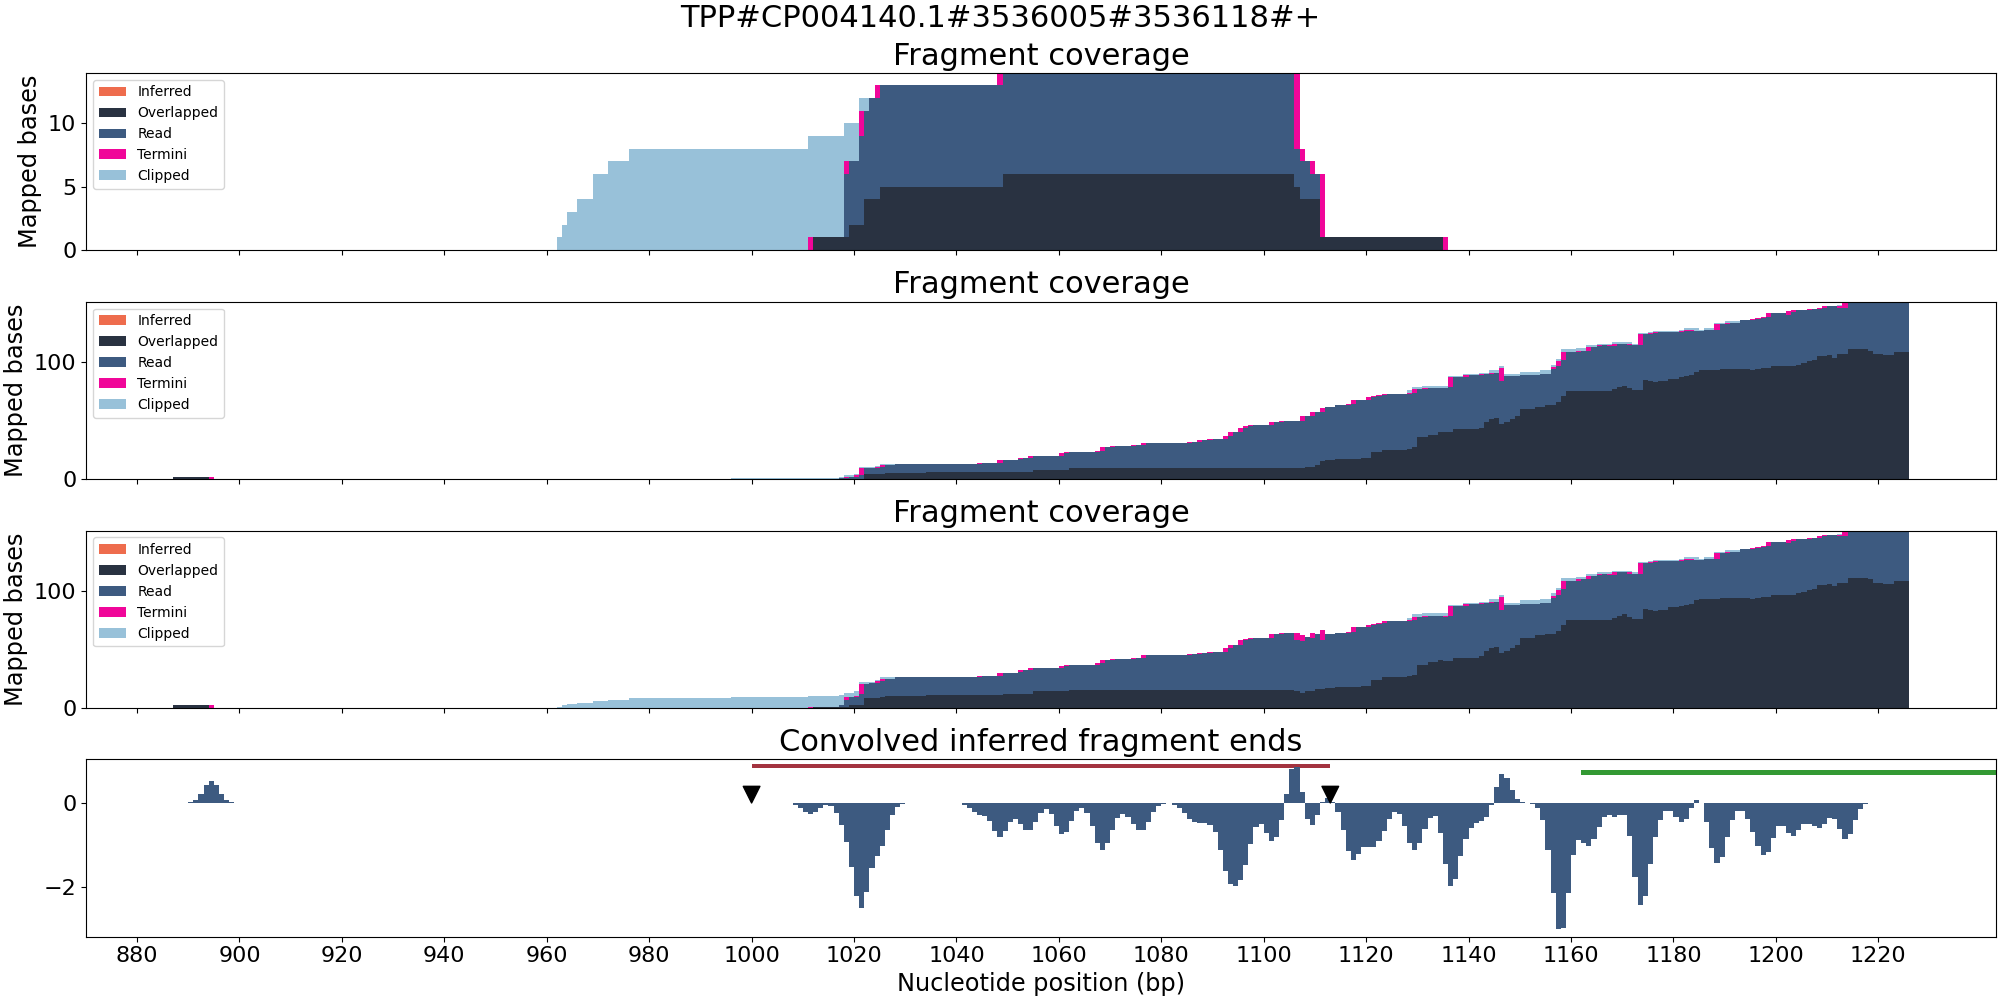 TPP#CP004140.1#3536005#3536118#+
Fragment coverage
Mapped bases
10
5
0
Inferred
Overlapped
Read
Termini
Clipped
Fragment coverage
Mapped bases
100
0
Inferred
Overlapped
Read
Termini
Clipped
Fragment coverage
Mapped bases
100
0
Inferred
Overlapped
Read
Termini
Clipped
Convolved inferred fragment ends
0
−2
880 900 920 940 960 980 1000 1020 1040 1060 1080 1100 1120 1140 1160 1180 1200 1220
Nucleotide position (bp)